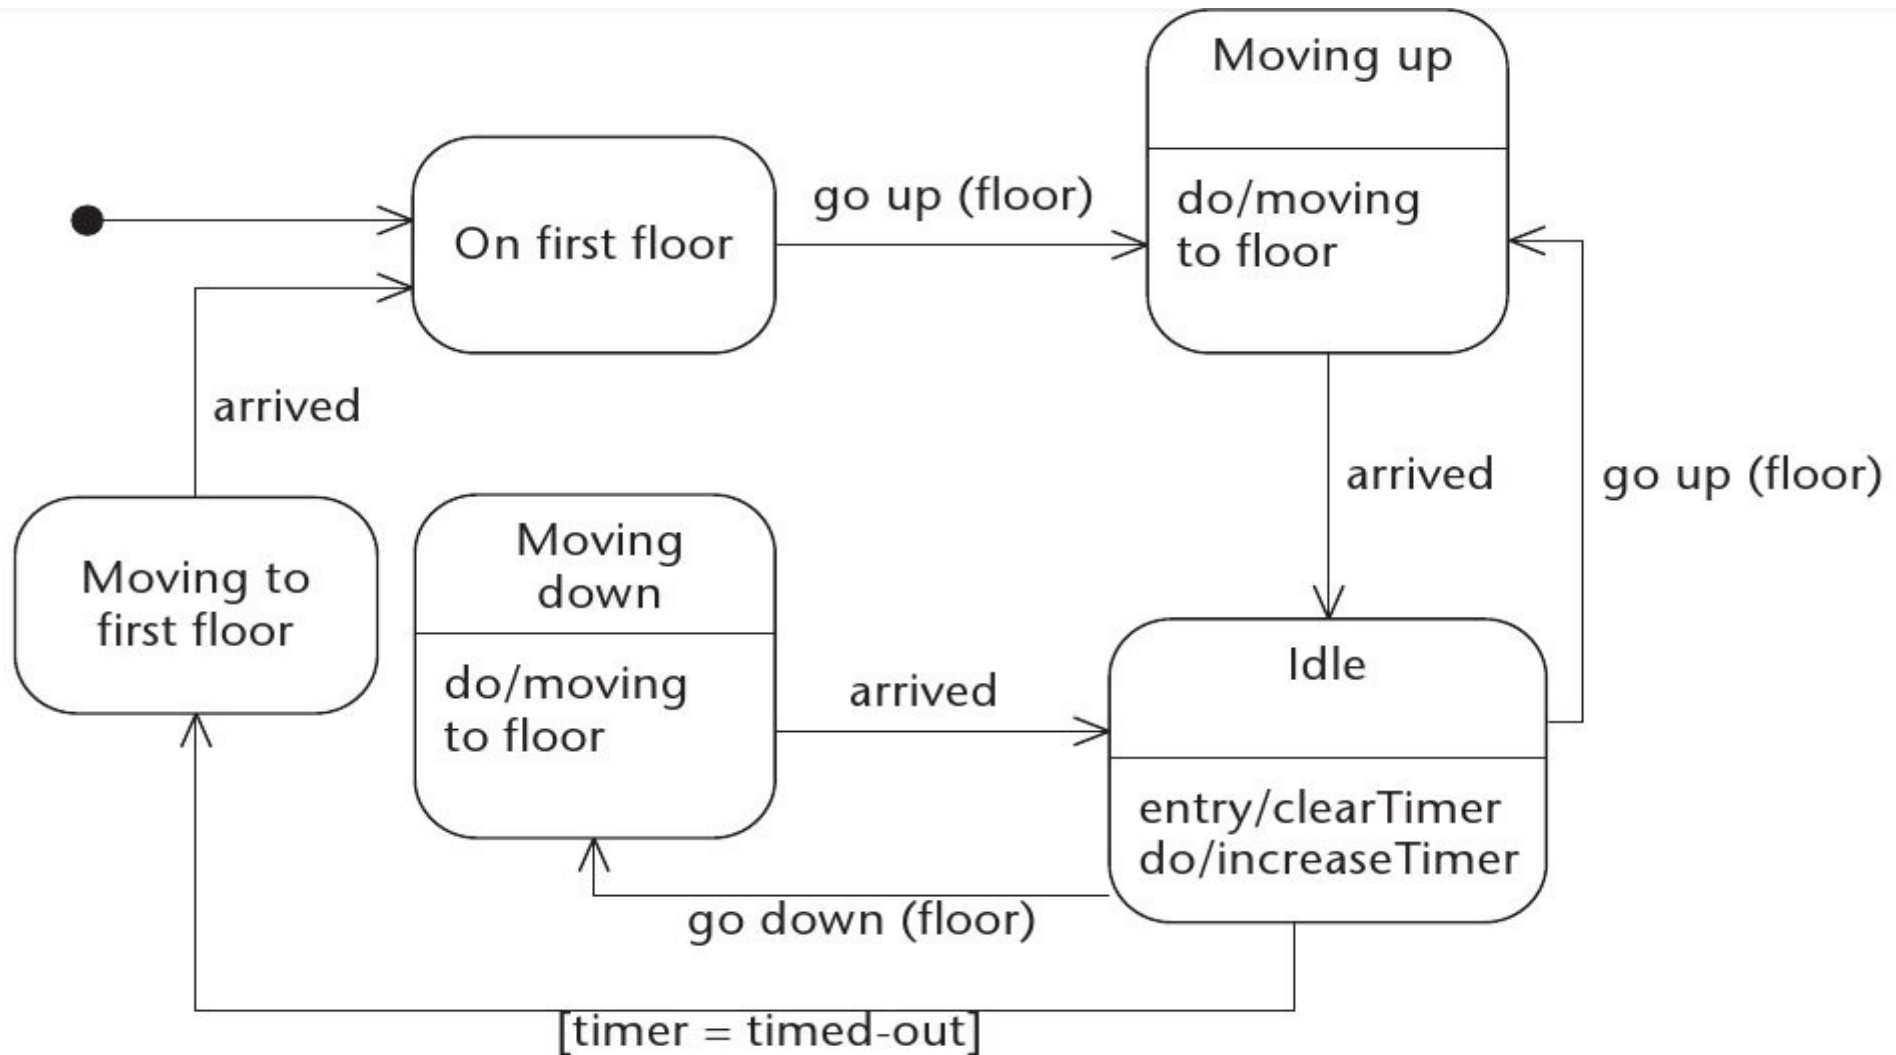 Moving up
do/moving
to floor
go up (floor)
On first floor
arrived
arrived
go up (floor)
Moving to
first floor
Moving
down
do/moving
to floor
arrived
Idle
entry/clearTimer
do/increaseTimer
go down (floor)
[timer = timed-out]